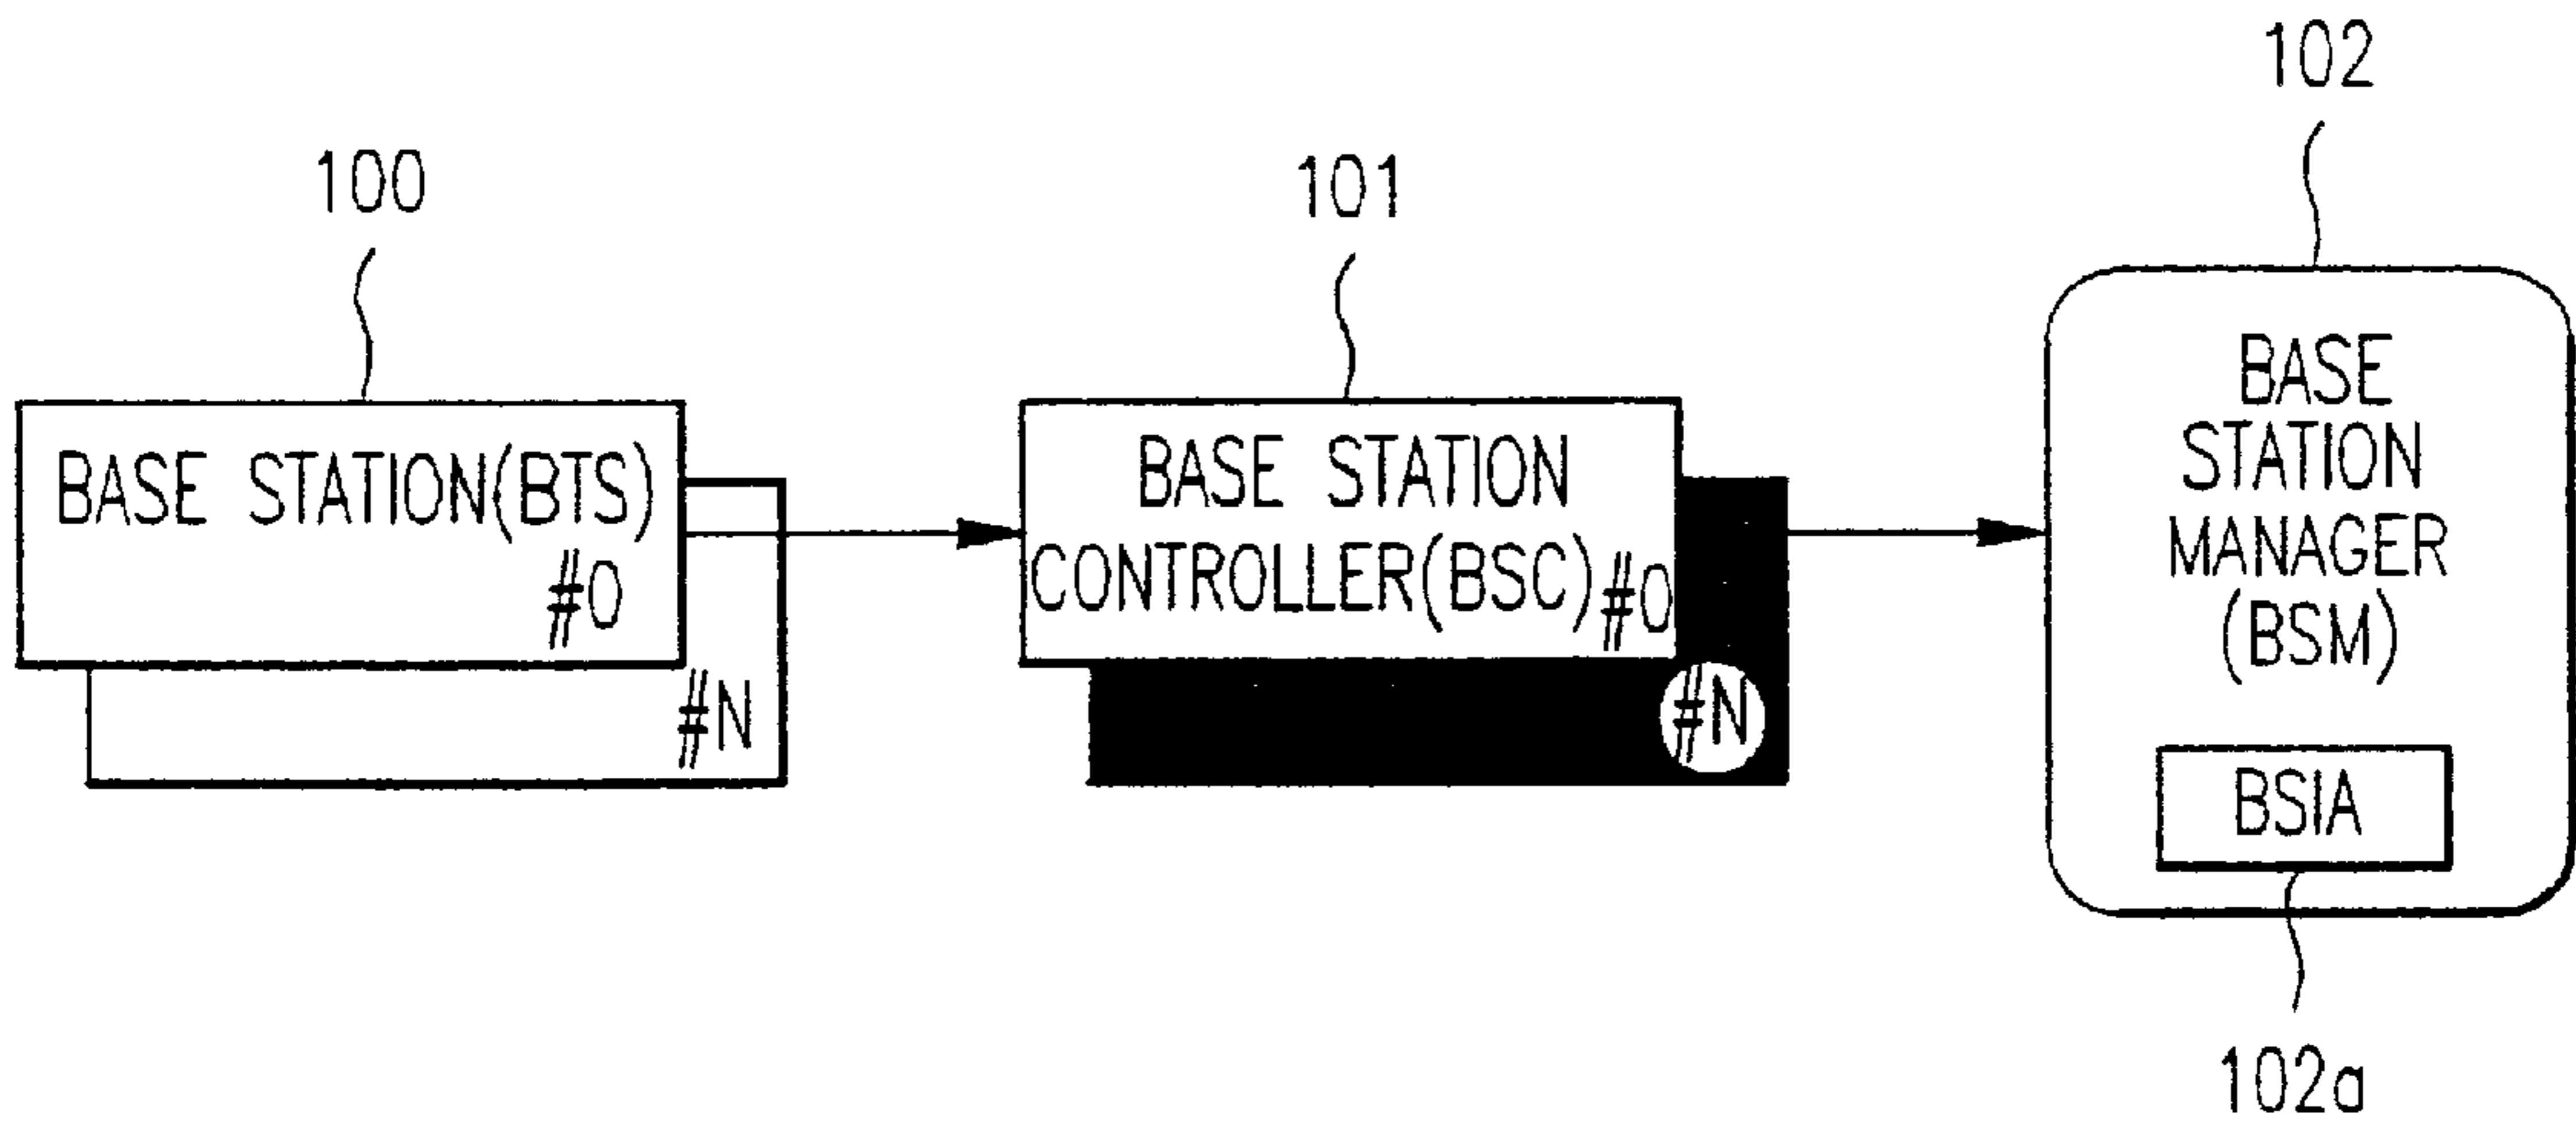 102
100
101
BASE STATION(BTS)
#0
#N
BASE STATION
CONTROLLER(BSC)#0
#N
BASE
STATION
MANAGER
(BSM)
BSIA
102a